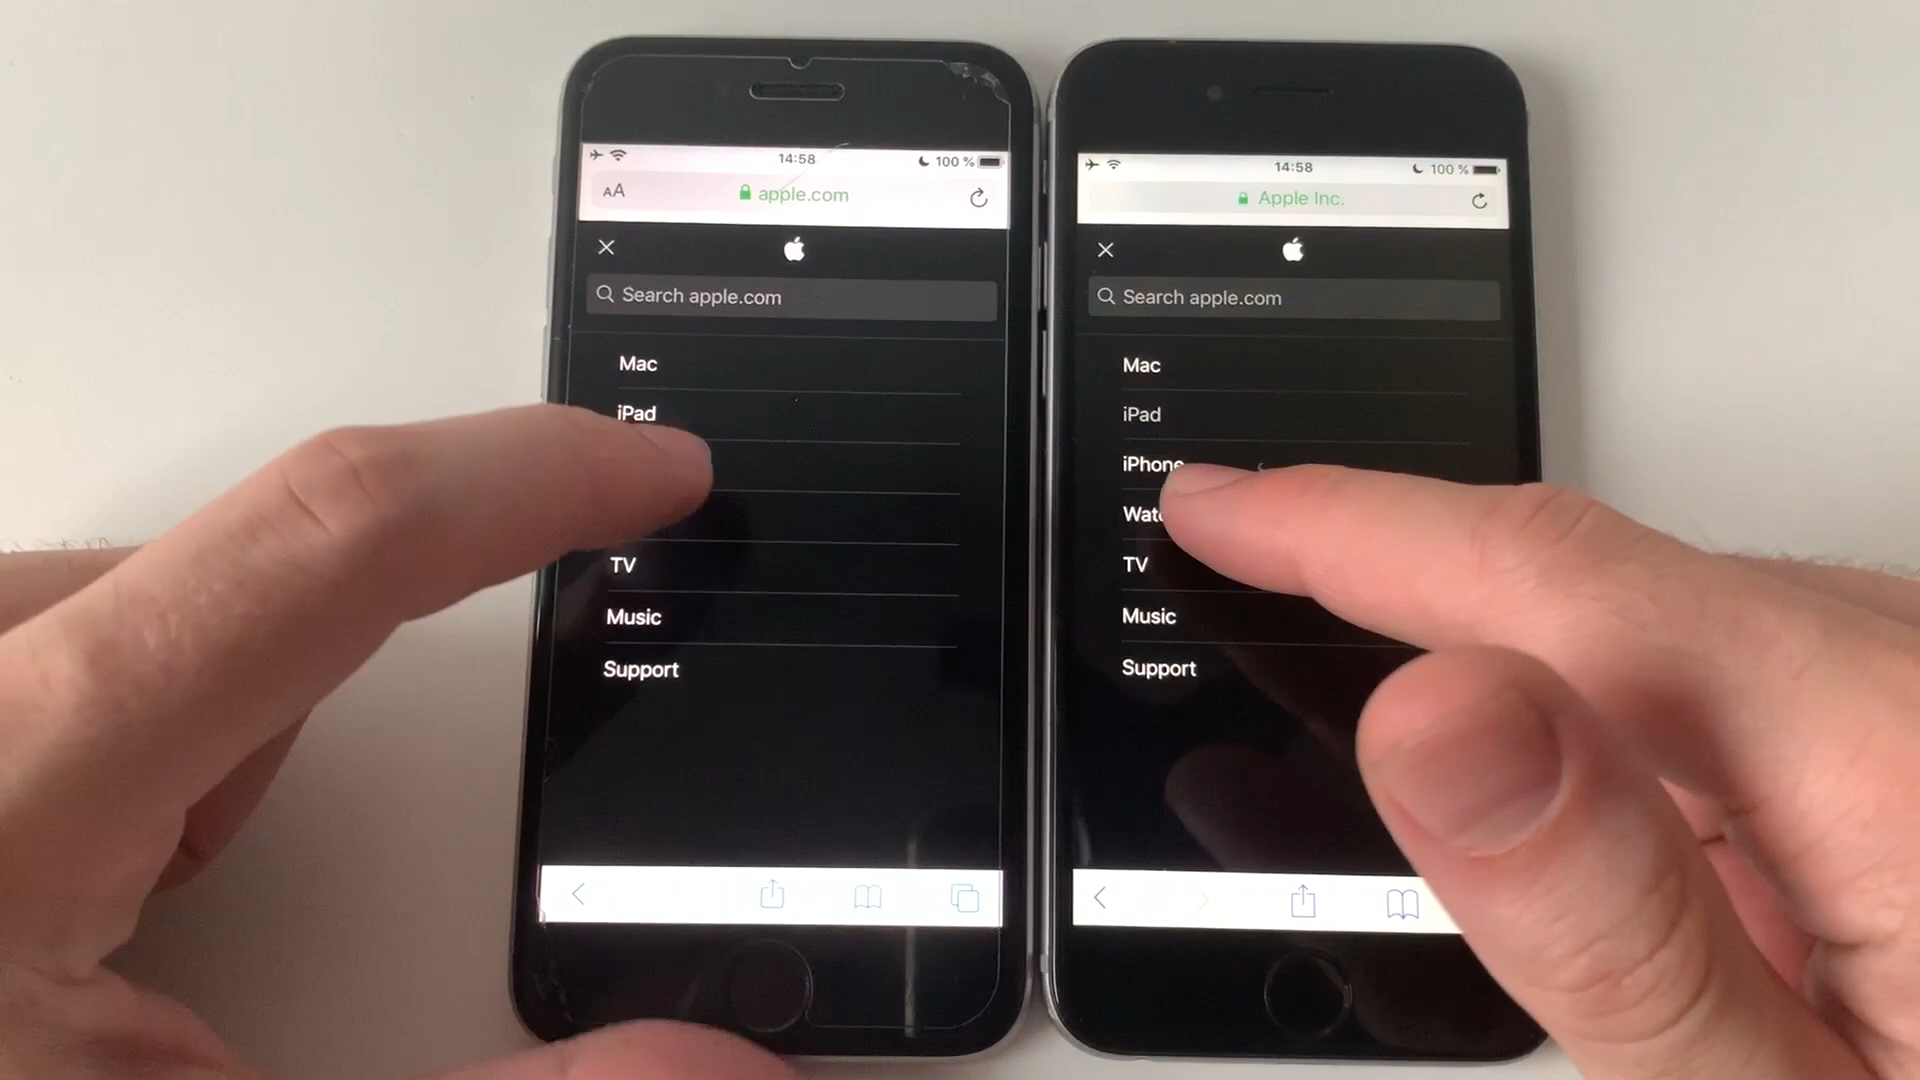 14:58
100 %
AA
apple.com
Search apple.com
Mac
iPad
TV
Music
Support
14:58
100 %
Apple Inc.
Search apple.com
Mac
iPad
iPhone
TV
Music
Support